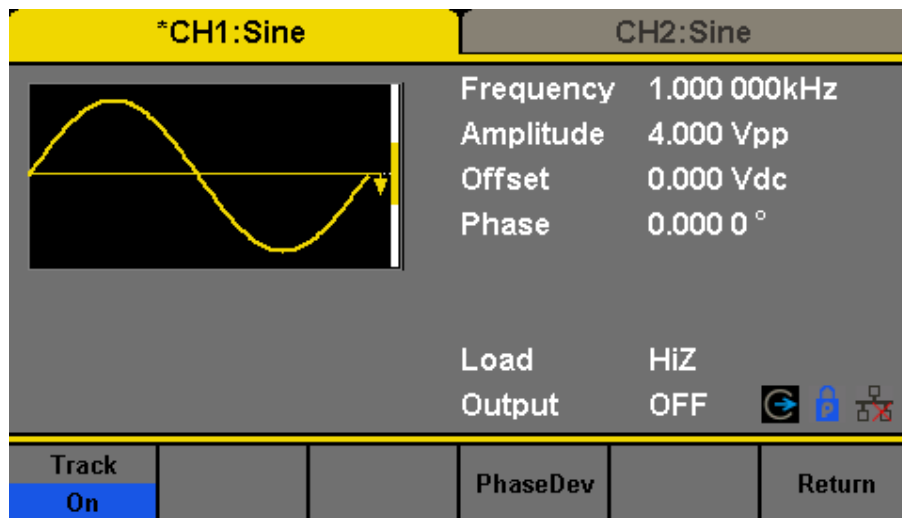 *CH1:Sine
CH2:Sine
Frequency 1.000 000kHz
Amplitude 4.000 Vpp
Offset 0.000 Vdc
Phase 0.000 0 °
Load HiZ
Output OFF
P
Track
On
PhaseDev
Return